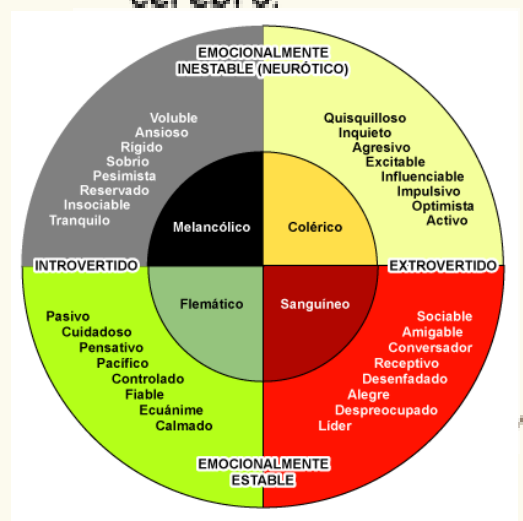 cerebro.
EMOCIONALMENTE
INESTABLE (NEURÓTICO)
Voluble
Ansioso
Rígido
Sobrio
Pesimista
Reservado
Insociable
Tranquilo
Quisquilloso
Inquieto
Agresivo
Excitable
Influenciable
Impulsivo
Optimista
Activo
Melancólico
Colérico
INTROVERTIDO
EXTROVERTIDO
Flemático
Sanguíneo
Pasivo
Cuidadoso
Pensativo
Pacífico
Controlado
Fiable
Ecuánime
Calmado
Sociable
Amigable
Conversador
Receptivo
Desenfadado
Alegre
Despreocupado
Líder
EMOCIONALMENTE
ESTABLE